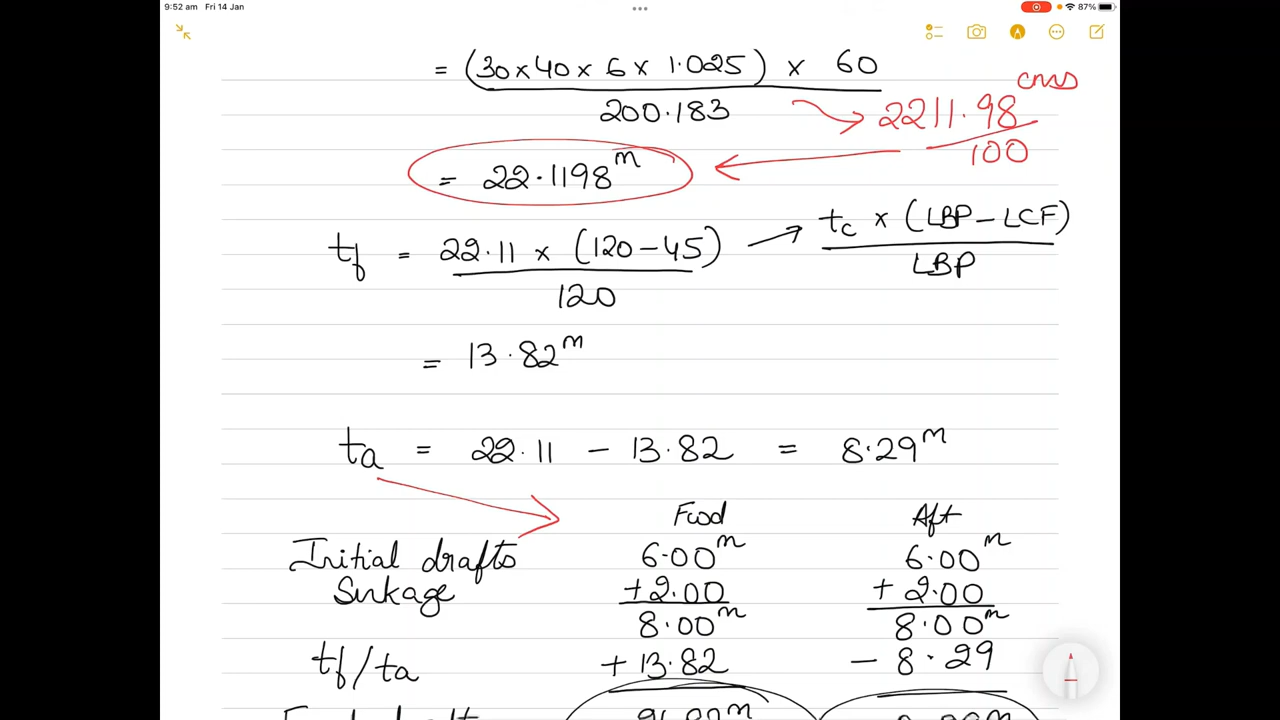 9:52 am Fri 14 Jan
87%
= (30×40×6×1.025) × 60
200.183
2211.98 cms
100
= 22.1198 m
tf = 22.11 × (120-45)
120
tc × (LBP-LCF)
LBP
= 13.82 m
ta = 22.11 - 13.82 = 8.29 m
Fwd Aft
Initial drafts 6.00 m 6.00 m
Sinkage +2.00 +2.00
8.00 m 8.00 m
tf/ta +13.82 -8.29